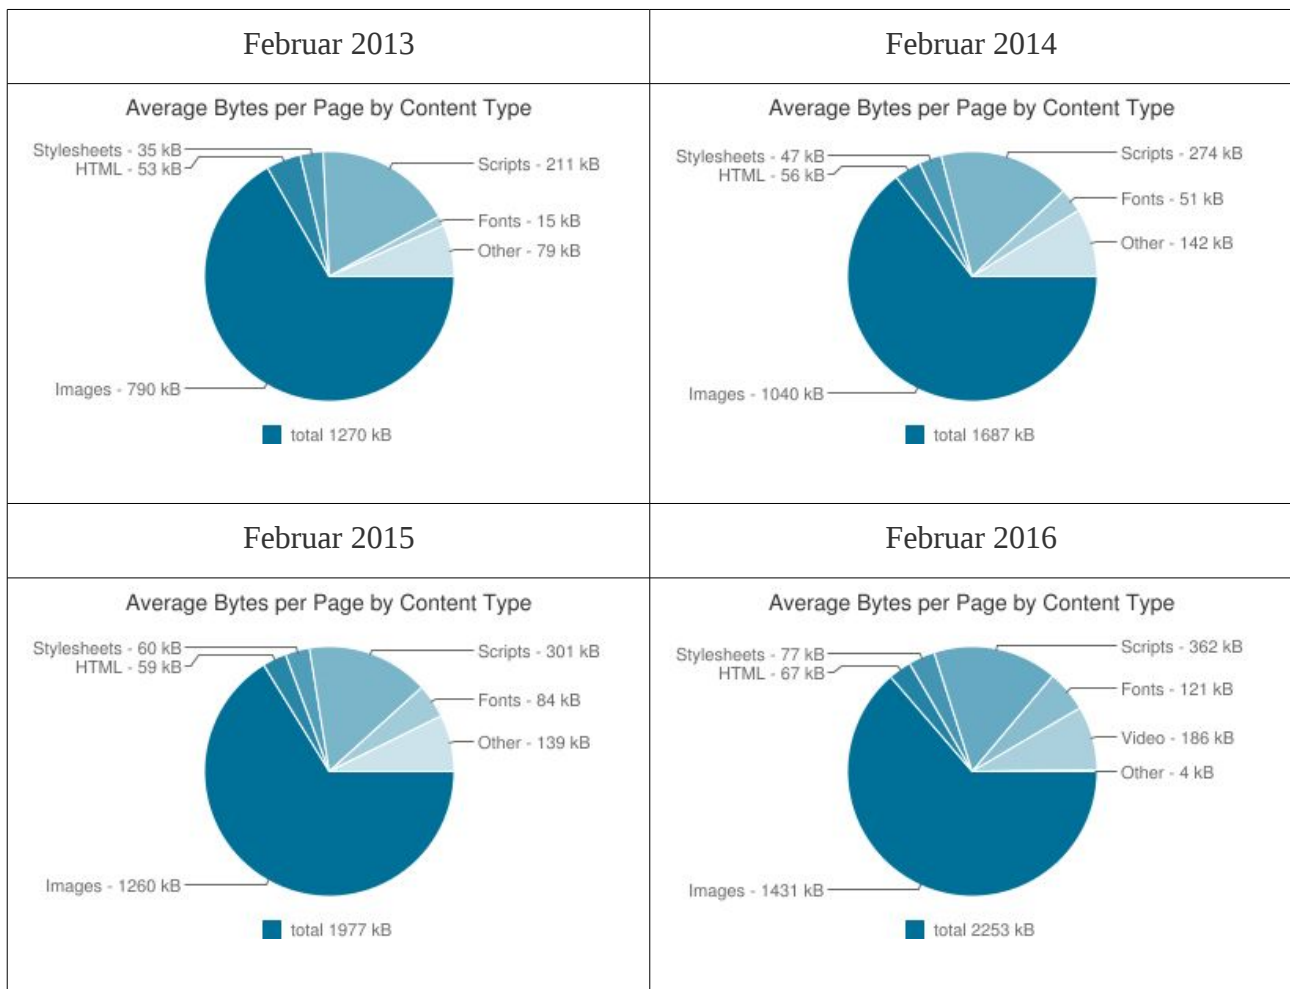 Februar 2013
Februar 2014
Average Bytes per Page by Content Type
Stylesheets - 35 kB
HTML - 53 kB
Scripts - 211 kB
Fonts - 15 kB
Other - 79 kB
Images - 790 kB
total 1270 kB
Average Bytes per Page by Content Type
Stylesheets - 47 kB
HTML - 56 kB
Scripts - 274 kB
Fonts - 51 kB
Other - 142 kB
Images - 1040 kB
total 1687 kB
Februar 2015
Februar 2016
Average Bytes per Page by Content Type
Stylesheets - 60 kB
HTML - 59 kB
Scripts - 301 kB
Fonts - 84 kB
Other - 139 kB
Images - 1260 kB
total 1977 kB
Average Bytes per Page by Content Type
Stylesheets - 77 kB
HTML - 67 kB
Scripts - 362 kB
Fonts - 121 kB
Video - 186 kB
Other - 4 kB
Images - 1431 kB
total 2253 kB